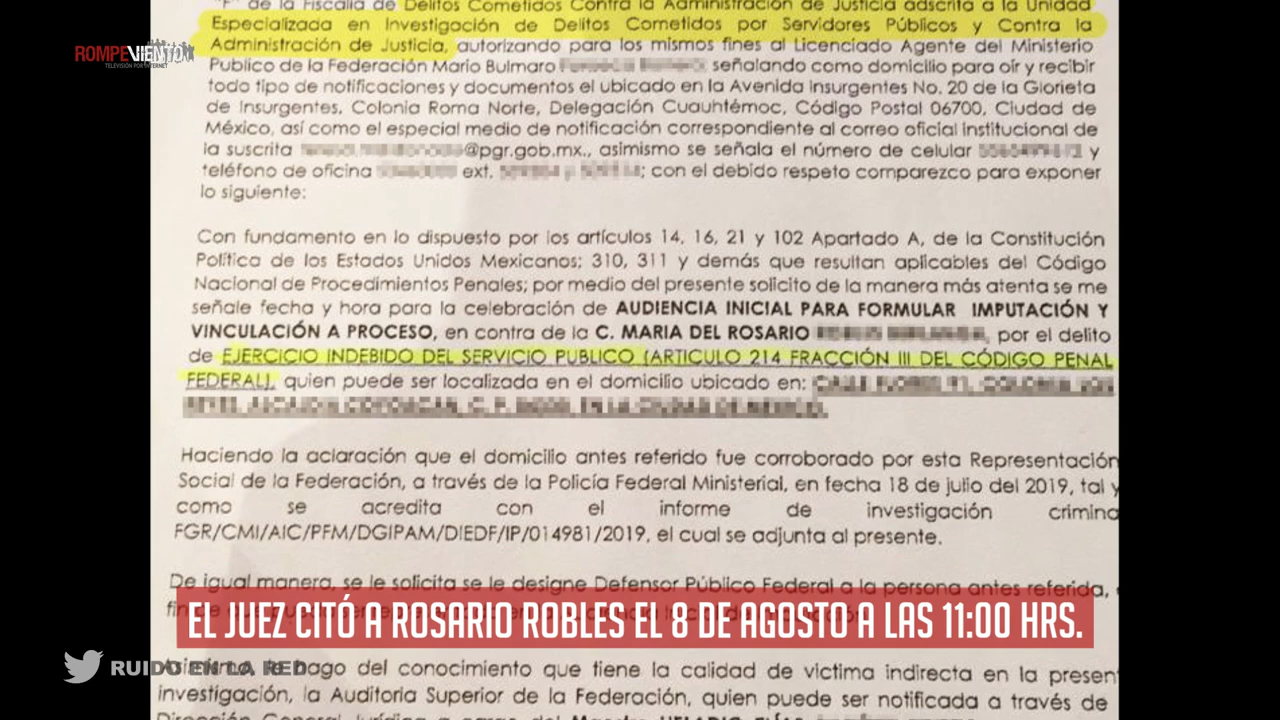 de la Fiscalía de Delitos Cometidos Contra la Administración de Justicia adscrita a la Unidad
Especializada en Investigación de Delitos Cometidos por Servidores Públicos y Contra la
Administración de Justicia, autorizando para los mismos fines al Licenciado Agente del Ministerio
Publico de la Federación Mario Bulmaro señalando como domicilio para oír y recibir
todo tipo de notificaciones y documentos el ubicado en la Avenida Insurgentes No. 20 de la Glorieta
de Insurgentes, Colonia Roma Norte, Delegación Cuauhtémoc, Código Postal 06700, Ciudad de
México, así como el especial medio de notificación correspondiente al correo oficial institucional de
la suscrita @pgr.gob.mx., asimismo se señala el número de celular y
teléfono de oficina ext. ; con el debido respeto comparezco para exponer
lo siguiente:
Con fundamento en lo dispuesto por los artículos 14, 16, 21 y 102 Apartado A, de la Constitución
Política de los Estados Unidos Mexicanos; 310, 311 y demás que resultan aplicables del Código
Nacional de Procedimientos Penales; por medio del presente solicito de la manera más atenta se me
señale fecha y hora para la celebración de AUDIENCIA INICIAL PARA FORMULAR IMPUTACIÓN Y
VINCULACIÓN A PROCESO, en contra de la C. MARIA DEL ROSARIO , por el delito
de EJERCICIO INDEBIDO DEL SERVICIO PUBLICO (ARTICULO 214 FRACCIÓN III DEL CÓDIGO PENAL
FEDERAL), quien puede ser localizada en el domicilio ubicado en:
Haciendo la aclaración que el domicilio antes referido fue corroborado por esta Representación
Social de la Federación, a través de la Policía Federal Ministerial, en fecha 18 de julio del 2019, tal y
como se acredita con el informe de investigación crimina
FGR/CMI/AIC/PFM/DGIPAM/DIEDF/IP/014981/2019, el cual se adjunta al presente.
De igual manera, se le solicita se le designe Defensor Público Federal a la persona antes referida,
EL JUEZ CITÓ A ROSARIO ROBLES EL 8 DE AGOSTO A LAS 11:00 HRS.
hago del conocimiento que tiene la calidad de victima indirecta en la presen
investigación, la Auditoria Superior de la Federación, quien puede ser notificada a través de
ROMPEVIENTO
TELEVISIÓN POR INTERNET
RUIDO EN LA RED